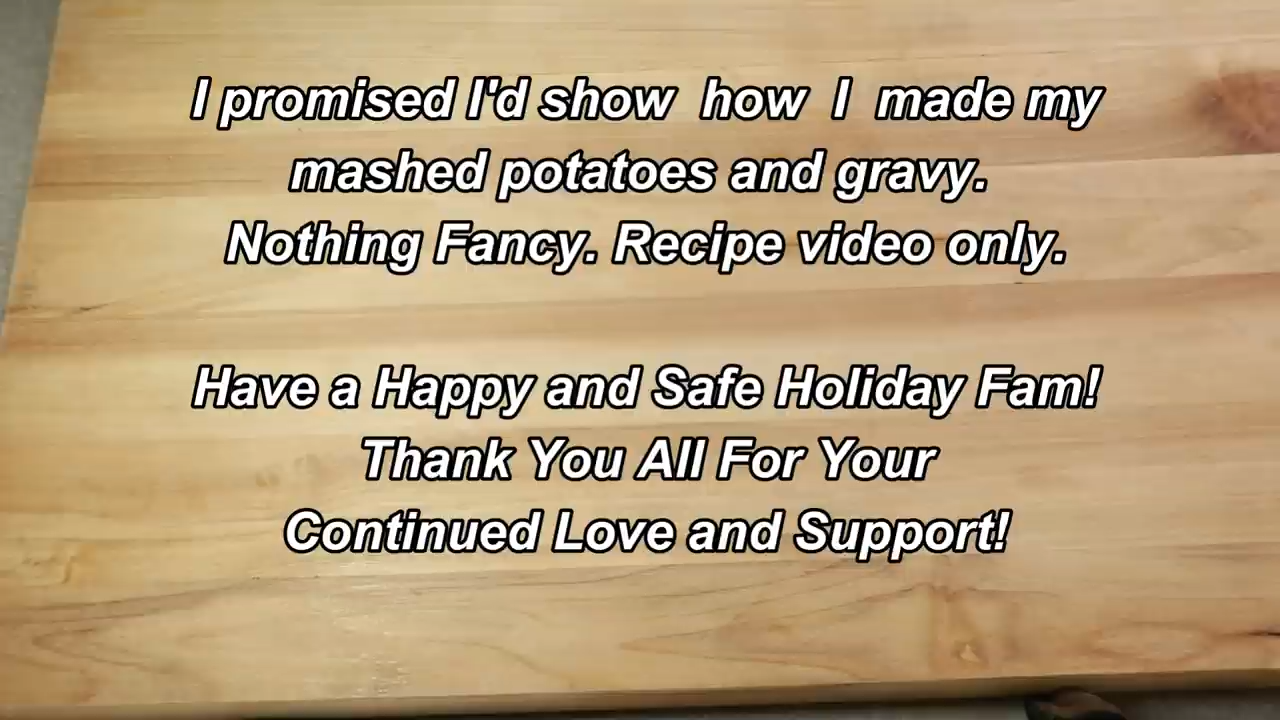 I promised I'd show how I made my
mashed potatoes and gravy.
Nothing Fancy. Recipe video only.
Have a Happy and Safe Holiday Fam!
Thank You All For Your
Continued Love and Support!